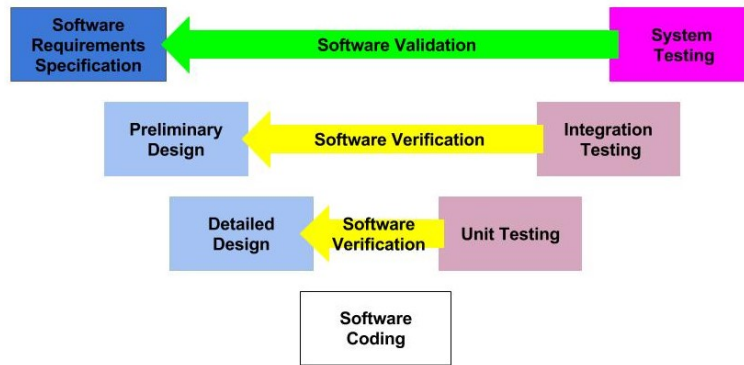 Software
Requirements
Specification
Software Validation
System
Testing
Preliminary
Design
Software Verification
Integration
Testing
Detailed
Design
Software
Verification
Unit Testing
Software
Coding